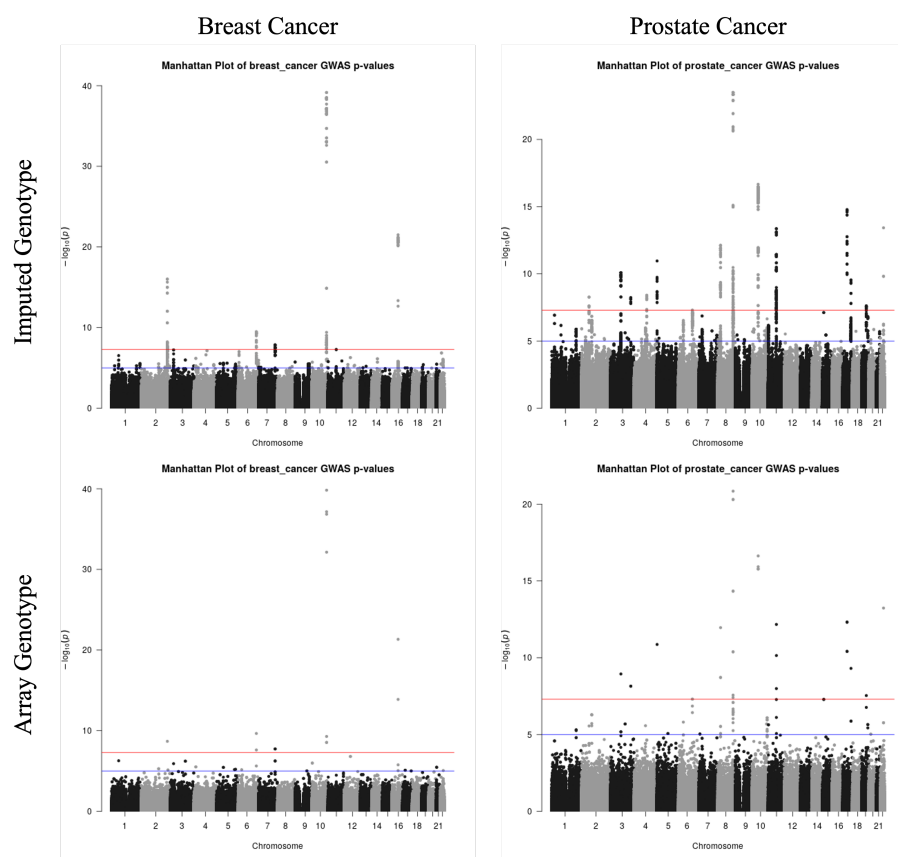 Breast Cancer
Prostate Cancer
Imputed Genotype
Manhattan Plot of breast_cancer GWAS p-values
40
30
20
10
0
− log10(p)
1 2 3 4 5 6 7 8 9 10 12 14 16 18 21
Chromosome
Manhattan Plot of prostate_cancer GWAS p-values
20
15
10
5
0
− log10(p)
1 2 3 4 5 6 7 8 9 10 12 14 16 18 21
Chromosome
Array Genotype
Manhattan Plot of breast_cancer GWAS p-values
40
30
20
10
0
− log10(p)
1 2 3 4 5 6 7 8 9 10 12 14 16 18 21
Chromosome
Manhattan Plot of prostate_cancer GWAS p-values
20
15
10
5
0
− log10(p)
1 2 3 4 5 6 7 8 9 10 12 14 16 18 21
Chromosome